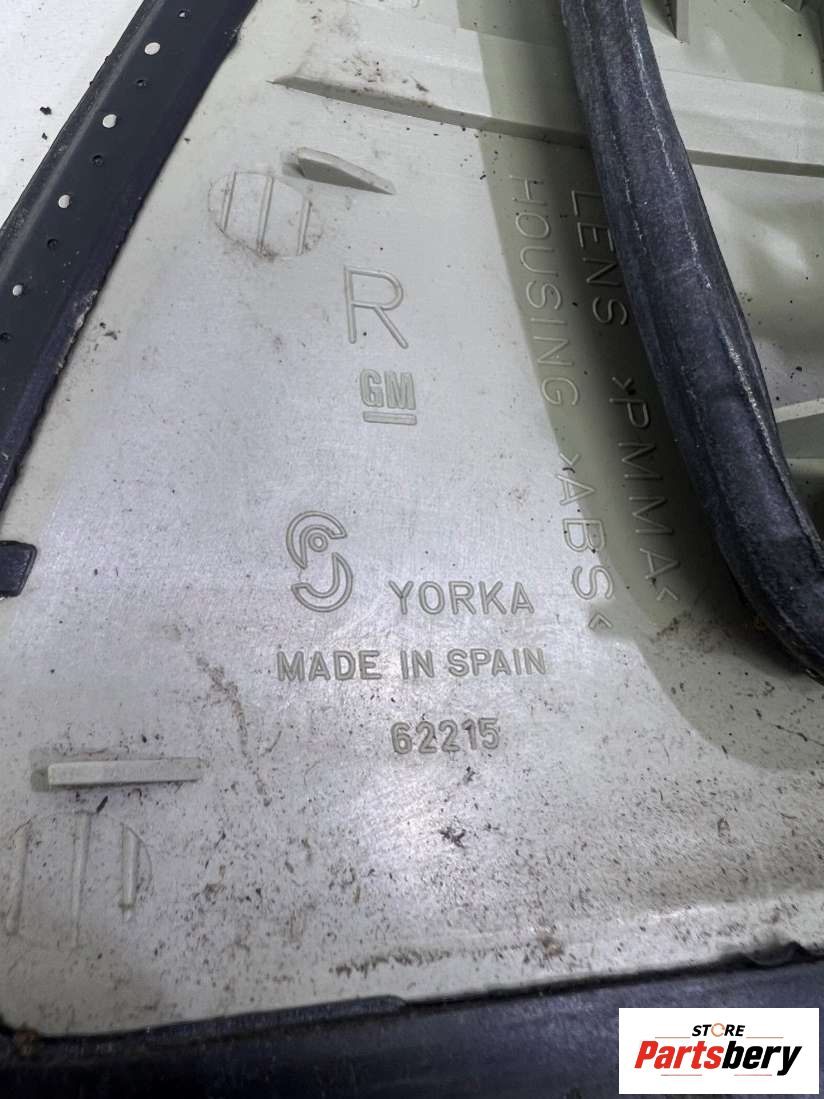 LENS >PMMA<
HOUSING >ABS<
R
GM
YORKA
MADE IN SPAIN
62215
STORE
Partsbery